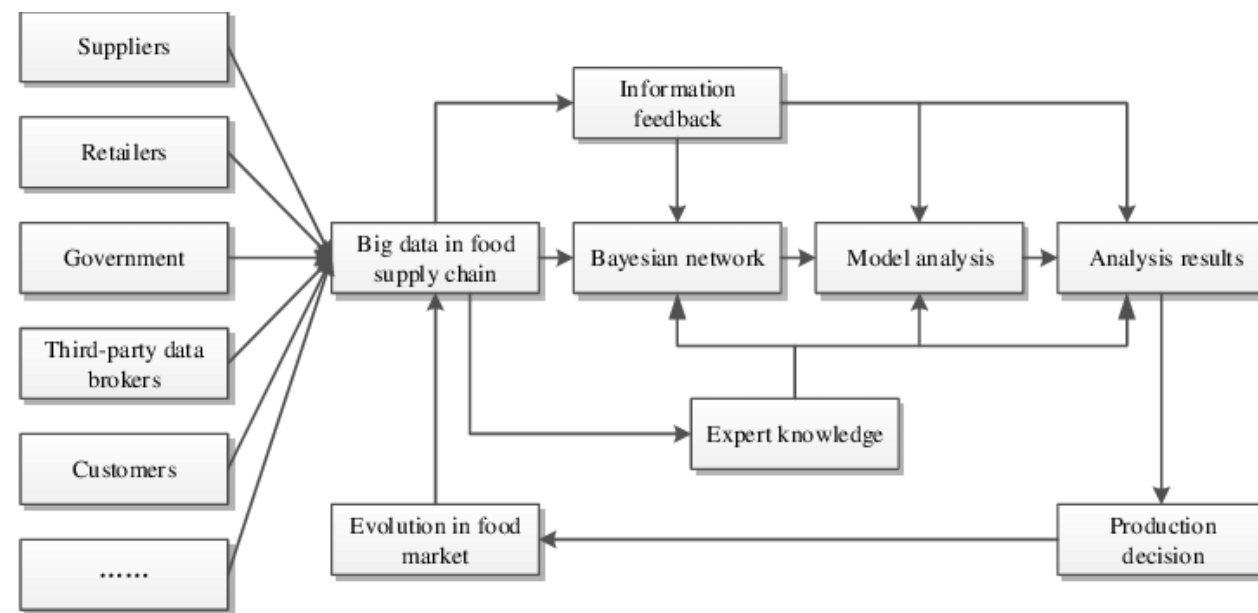 Suppliers
Retailers
Government
Third-party data
brokers
Customers
......
Big data in food
supply chain
Evolution in food
market
Information
feedback
Bayesian network
Expert knowledge
Model analysis
Analysis results
Production
decision